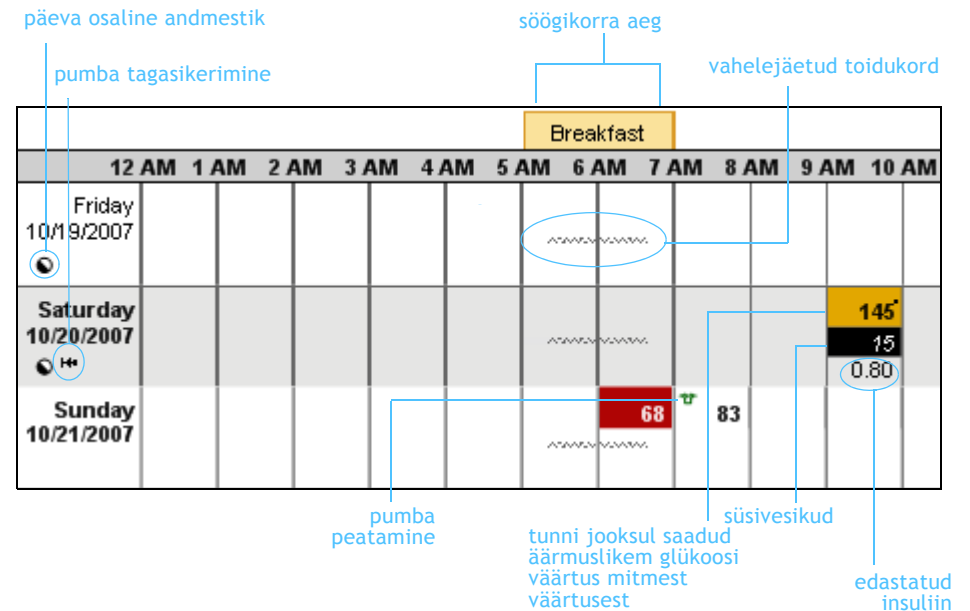 päeva osaline andmestik
söögikorra aeg
pumba tagasikerimine
vahelejäetud toidukord
Breakfast
12 AM 1 AM 2 AM 3 AM 4 AM 5 AM 6 AM 7 AM 8 AM 9 AM 10 AM
Friday
10/19/2007
Saturday
10/20/2007
145
15
0.80
Sunday
10/21/2007
68
83
pumba
peatamine
tunni jooksul saadud
äärmuslikem glükoosi
väärtus mitmest
väärtusest
süsivesikud
edastatud
insuliin